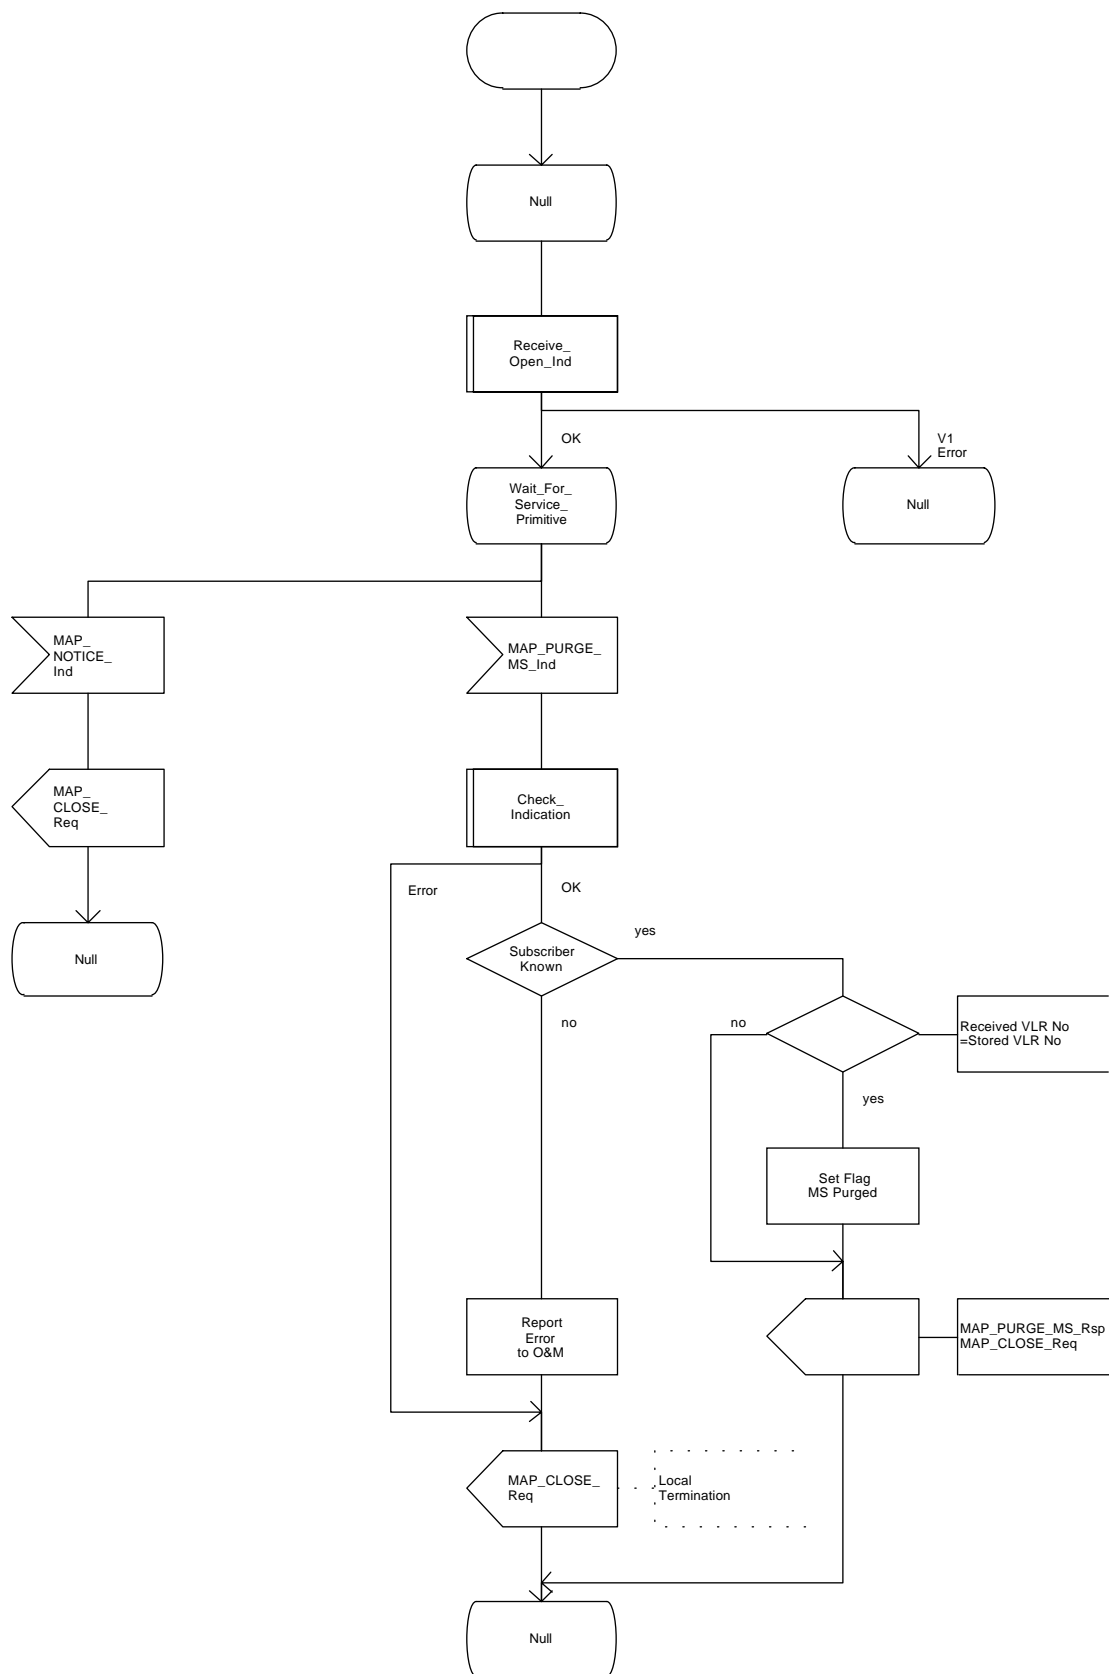 Null
Receive_
Open_Ind
OK
V1
Error
Wait_For_
Service_
Primitive
Null
MAP_
NOTICE_
Ind
MAP_PURGE_
MS_Ind
MAP_
CLOSE_
Req
Check_
Indication
Error
OK
Null
Subscriber
Known
yes
no
no
Received VLR No
=Stored VLR No
yes
Set Flag
MS Purged
Report
Error
to O&M
MAP_PURGE_MS_Rsp
MAP_CLOSE_Req
MAP_CLOSE_
Req
Local
Termination
Null